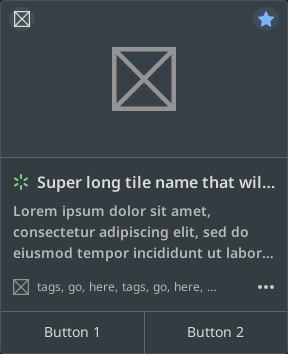 Super long tile name that wil...
Lorem ipsum dolor sit amet,
consectetur adipiscing elit, sed do
eiusmod tempor incididunt ut labor...
tags, go, here, tags, go, here, ...
Button 1
Button 2